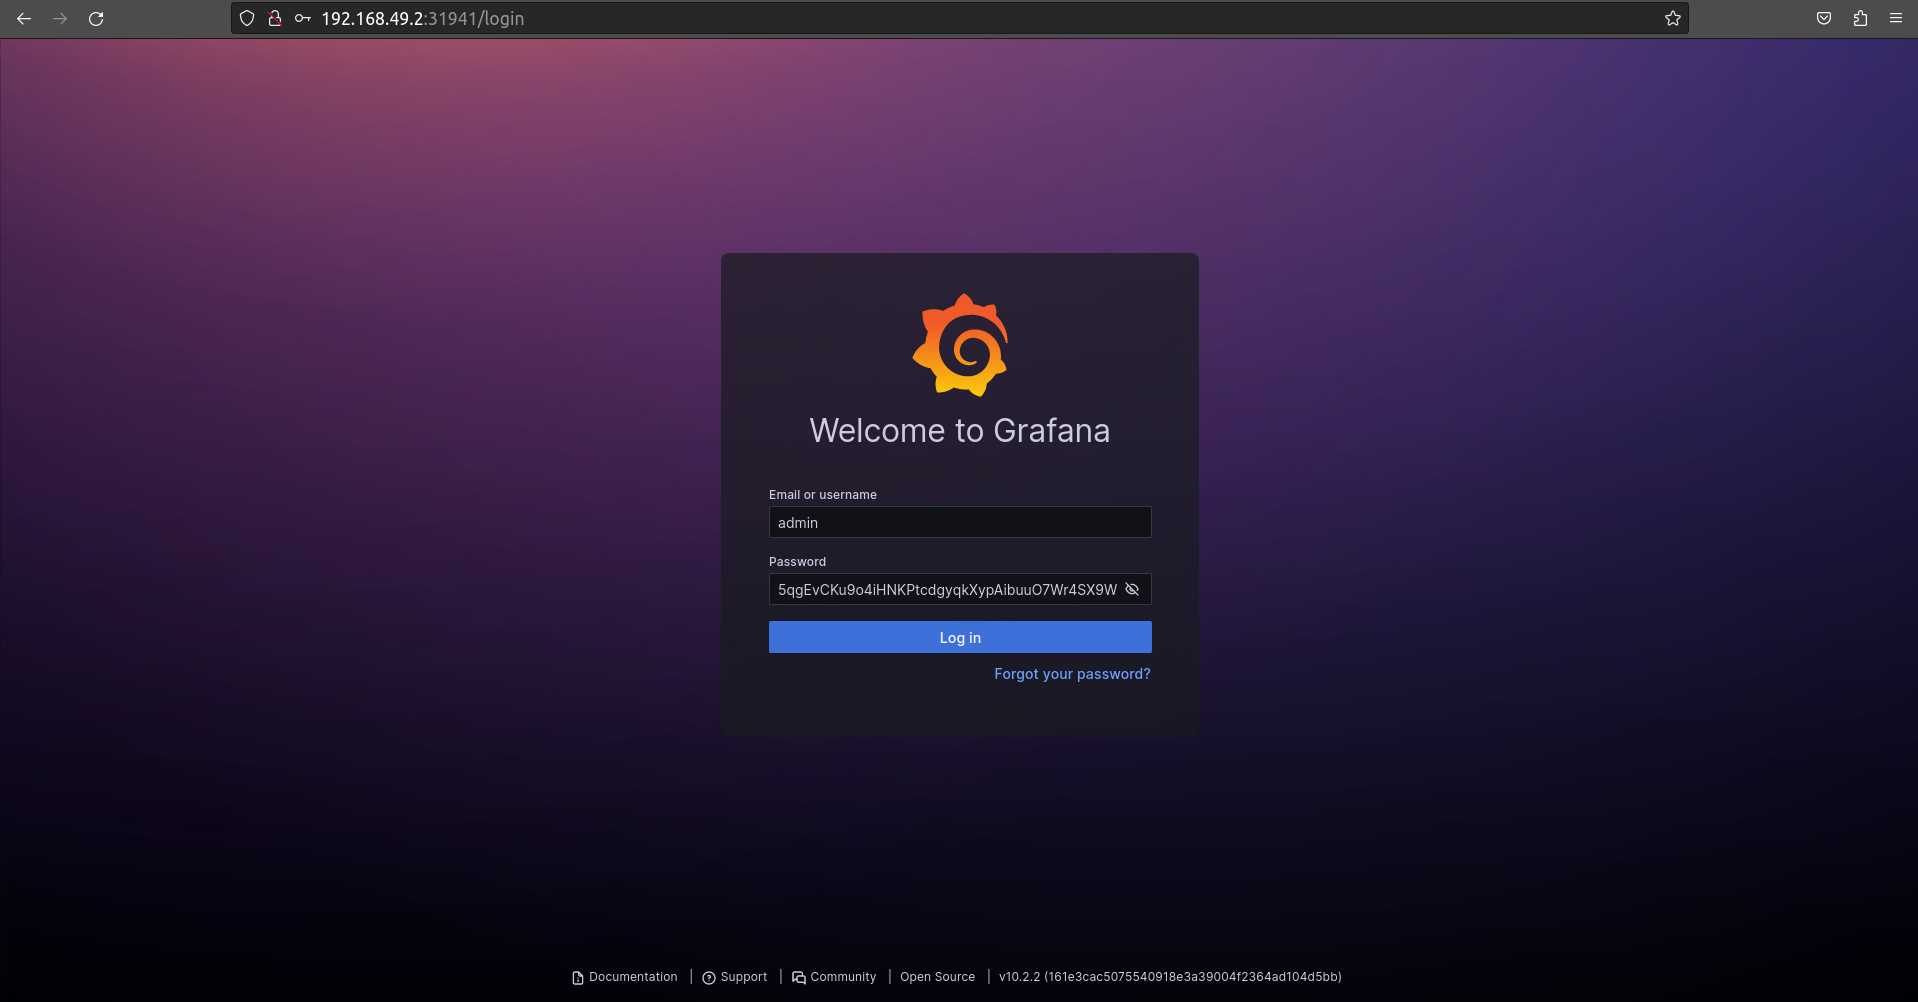 192.168.49.2:31941/login
Welcome to Grafana
Email or username
admin
Password
5qgEvCKu9o4iHNKPtcdgyqkXypAibuuO7Wr4SX9W
Log in
Forgot your password?
Documentation | Support | Community | Open Source | v10.2.2 (161e3cac5075540918e3a39004f2364ad104d5bb)